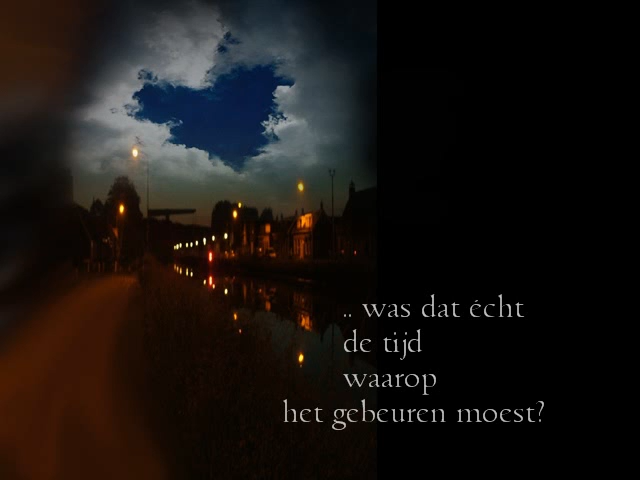 .. was dat écht
de tijd
waarop
het gebeuren moest?